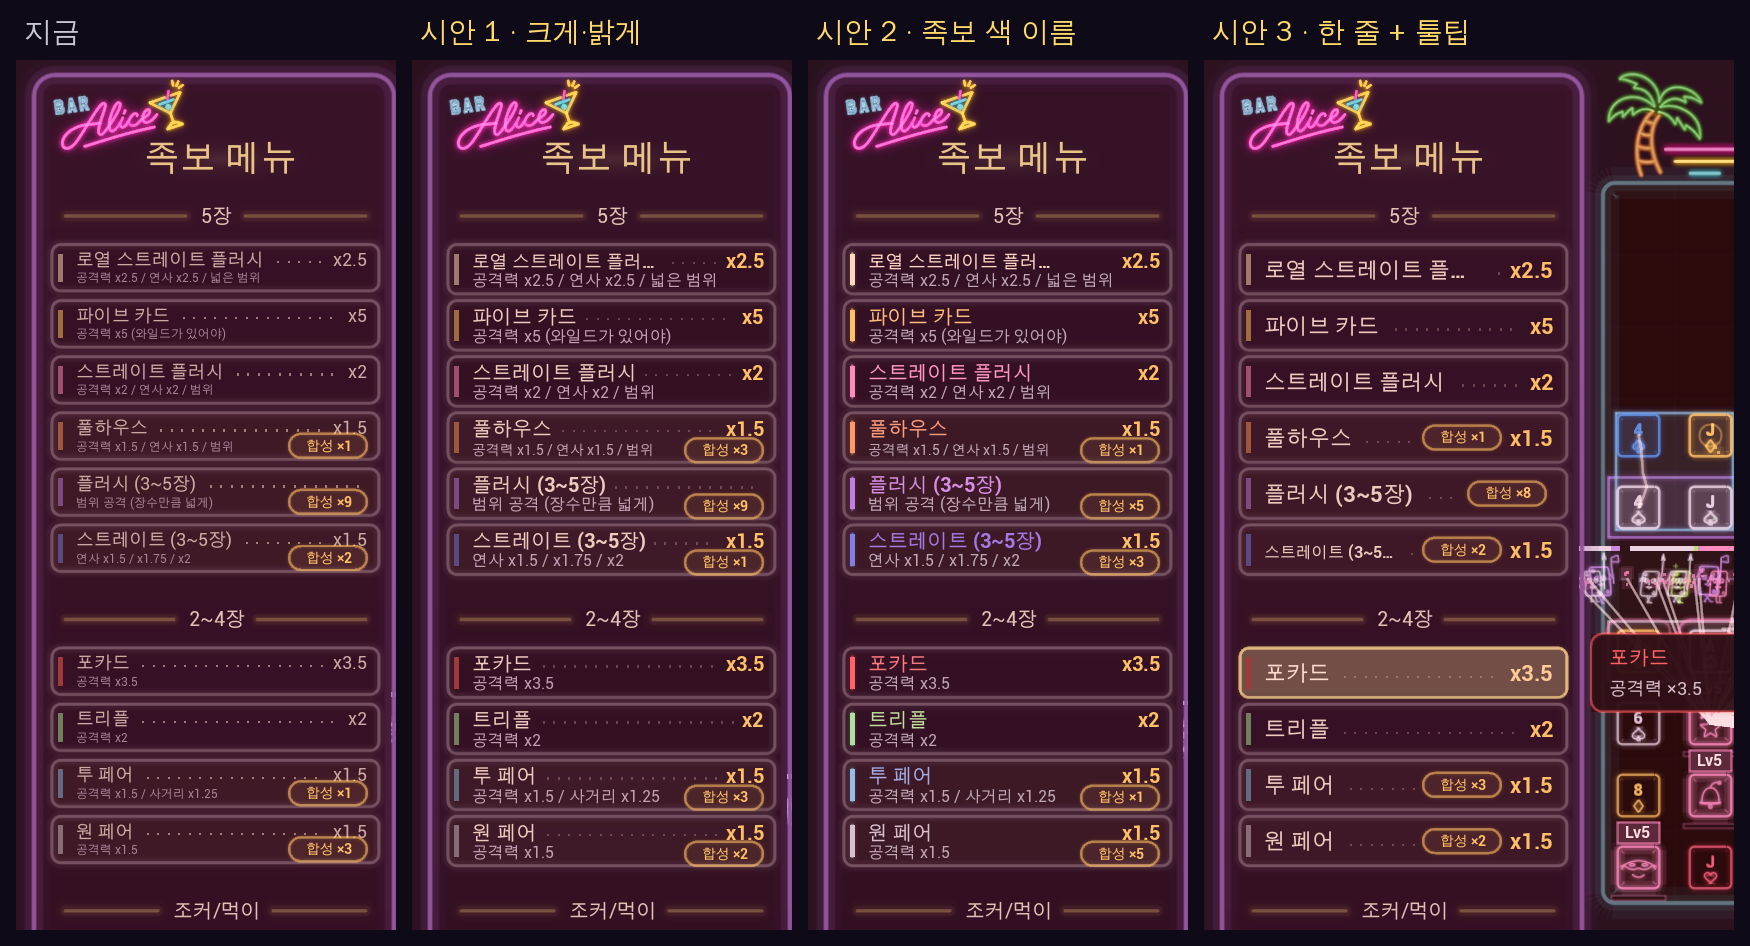 지금
BAR
Alice
족보 메뉴
5장
로열 스트레이트 플러시 ····· x2.5
공격력 x2.5 / 연사 x2.5 / 넓은 범위
파이브 카드 ··············· x5
공격력 x5 (와일드가 있어야)
스트레이트 플러시 ·········· x2
공격력 x2 / 연사 x2 / 범위
풀하우스 ················ x1.5
공격력 x1.5 / 연사 x1.5 / 범위
합성 ×1
플러시 (3~5장) ···············
범위 공격 (장수만큼 넓게)
합성 ×9
스트레이트 (3~5장) ········ x1.5
연사 x1.5 / x1.75 / x2
합성 ×2
2~4장
포카드 ·················· x3.5
공격력 x3.5
트리플 ··················· x2
공격력 x2
투 페어 ················· x1.5
공격력 x1.5 / 사거리 x1.25
합성 ×1
원 페어 ················· x1.5
공격력 x1.5
합성 ×3
조커/먹이
시안 1 · 크게·밝게
BAR
Alice
족보 메뉴
5장
로열 스트레이트 플러... ····· x2.5
공격력 x2.5 / 연사 x2.5 / 넓은 범위
파이브 카드 ············· x5
공격력 x5 (와일드가 있어야)
스트레이트 플러시 ········· x2
공격력 x2 / 연사 x2 / 범위
풀하우스 ·············· x1.5
공격력 x1.5 / 연사 x1.5 / 범위
합성 ×3
플러시 (3~5장) ·············
범위 공격 (장수만큼 넓게)
합성 ×9
스트레이트 (3~5장) ······ x1.5
연사 x1.5 / x1.75 / x2
합성 ×1
2~4장
포카드 ················ x3.5
공격력 x3.5
트리플 ················· x2
공격력 x2
투 페어 ················ x1.5
공격력 x1.5 / 사거리 x1.25
합성 ×3
원 페어 ················ x1.5
공격력 x1.5
합성 ×2
조커/먹이
시안 2 · 족보 색 이름
BAR
Alice
족보 메뉴
5장
로열 스트레이트 플러... x2.5
공격력 x2.5 / 연사 x2.5 / 넓은 범위
파이브 카드 x5
공격력 x5 (와일드가 있어야)
스트레이트 플러시 x2
공격력 x2 / 연사 x2 / 범위
풀하우스 x1.5
공격력 x1.5 / 연사 x1.5 / 범위
합성 ×1
플러시 (3~5장)
범위 공격 (장수만큼 넓게)
합성 ×5
스트레이트 (3~5장) x1.5
연사 x1.5 / x1.75 / x2
합성 ×3
2~4장
포카드 x3.5
공격력 x3.5
트리플 x2
공격력 x2
투 페어 x1.5
공격력 x1.5 / 사거리 x1.25
합성 ×1
원 페어 x1.5
공격력 x1.5
합성 ×5
조커/먹이
시안 3 · 한 줄 + 툴팁
BAR
Alice
족보 메뉴
5장
로열 스트레이트 플... · x2.5
파이브 카드 ············ x5
스트레이트 플러시 ······ x2
풀하우스 ····· 합성 ×1 x1.5
플러시 (3~5장) ··· 합성 ×8
스트레이트 (3~5... · 합성 ×2 x1.5
2~4장
포카드 ··············· x3.5
트리플 ················· x2
투 페어 ······· 합성 ×3 x1.5
원 페어 ······· 합성 ×2 x1.5
조커/먹이
4
J
4
J
포카드
공격력 ×3.5
6
Lv5
8
Lv5
J